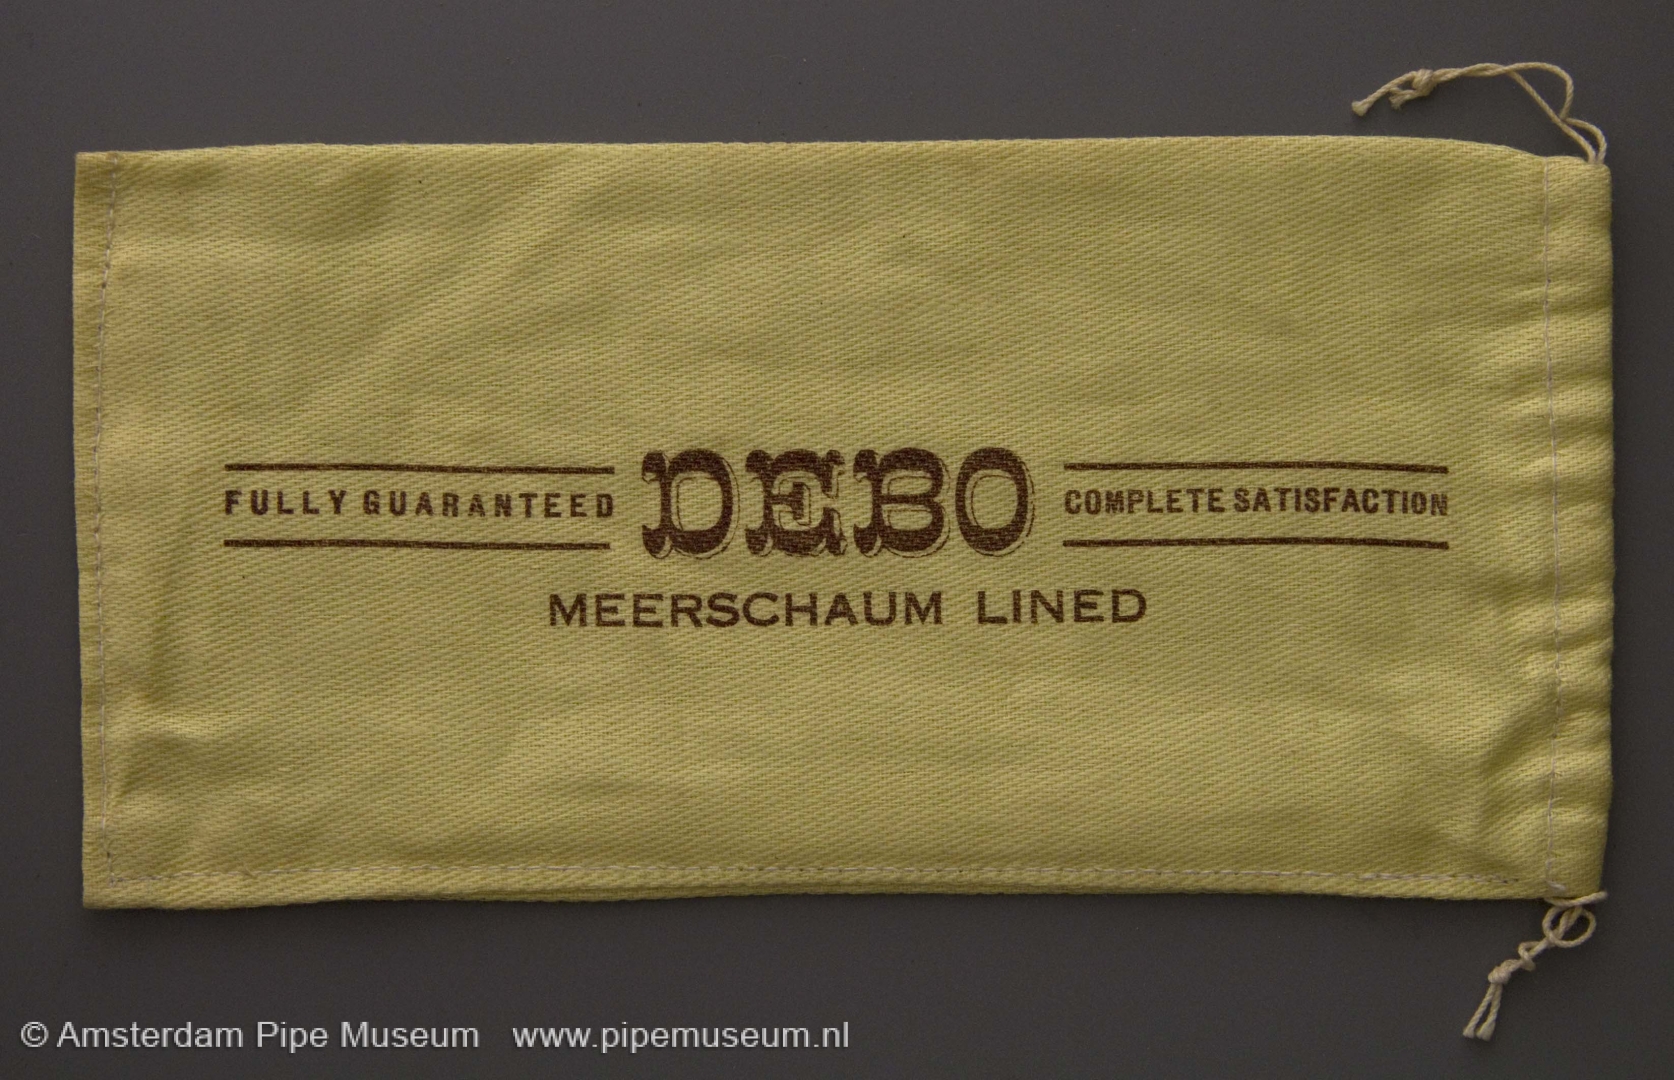 FULLY GUARANTEED DEBO COMPLETE SATISFACTION
MEERSCHAUM LINED
© Amsterdam Pipe Museum www.pipemuseum.nl